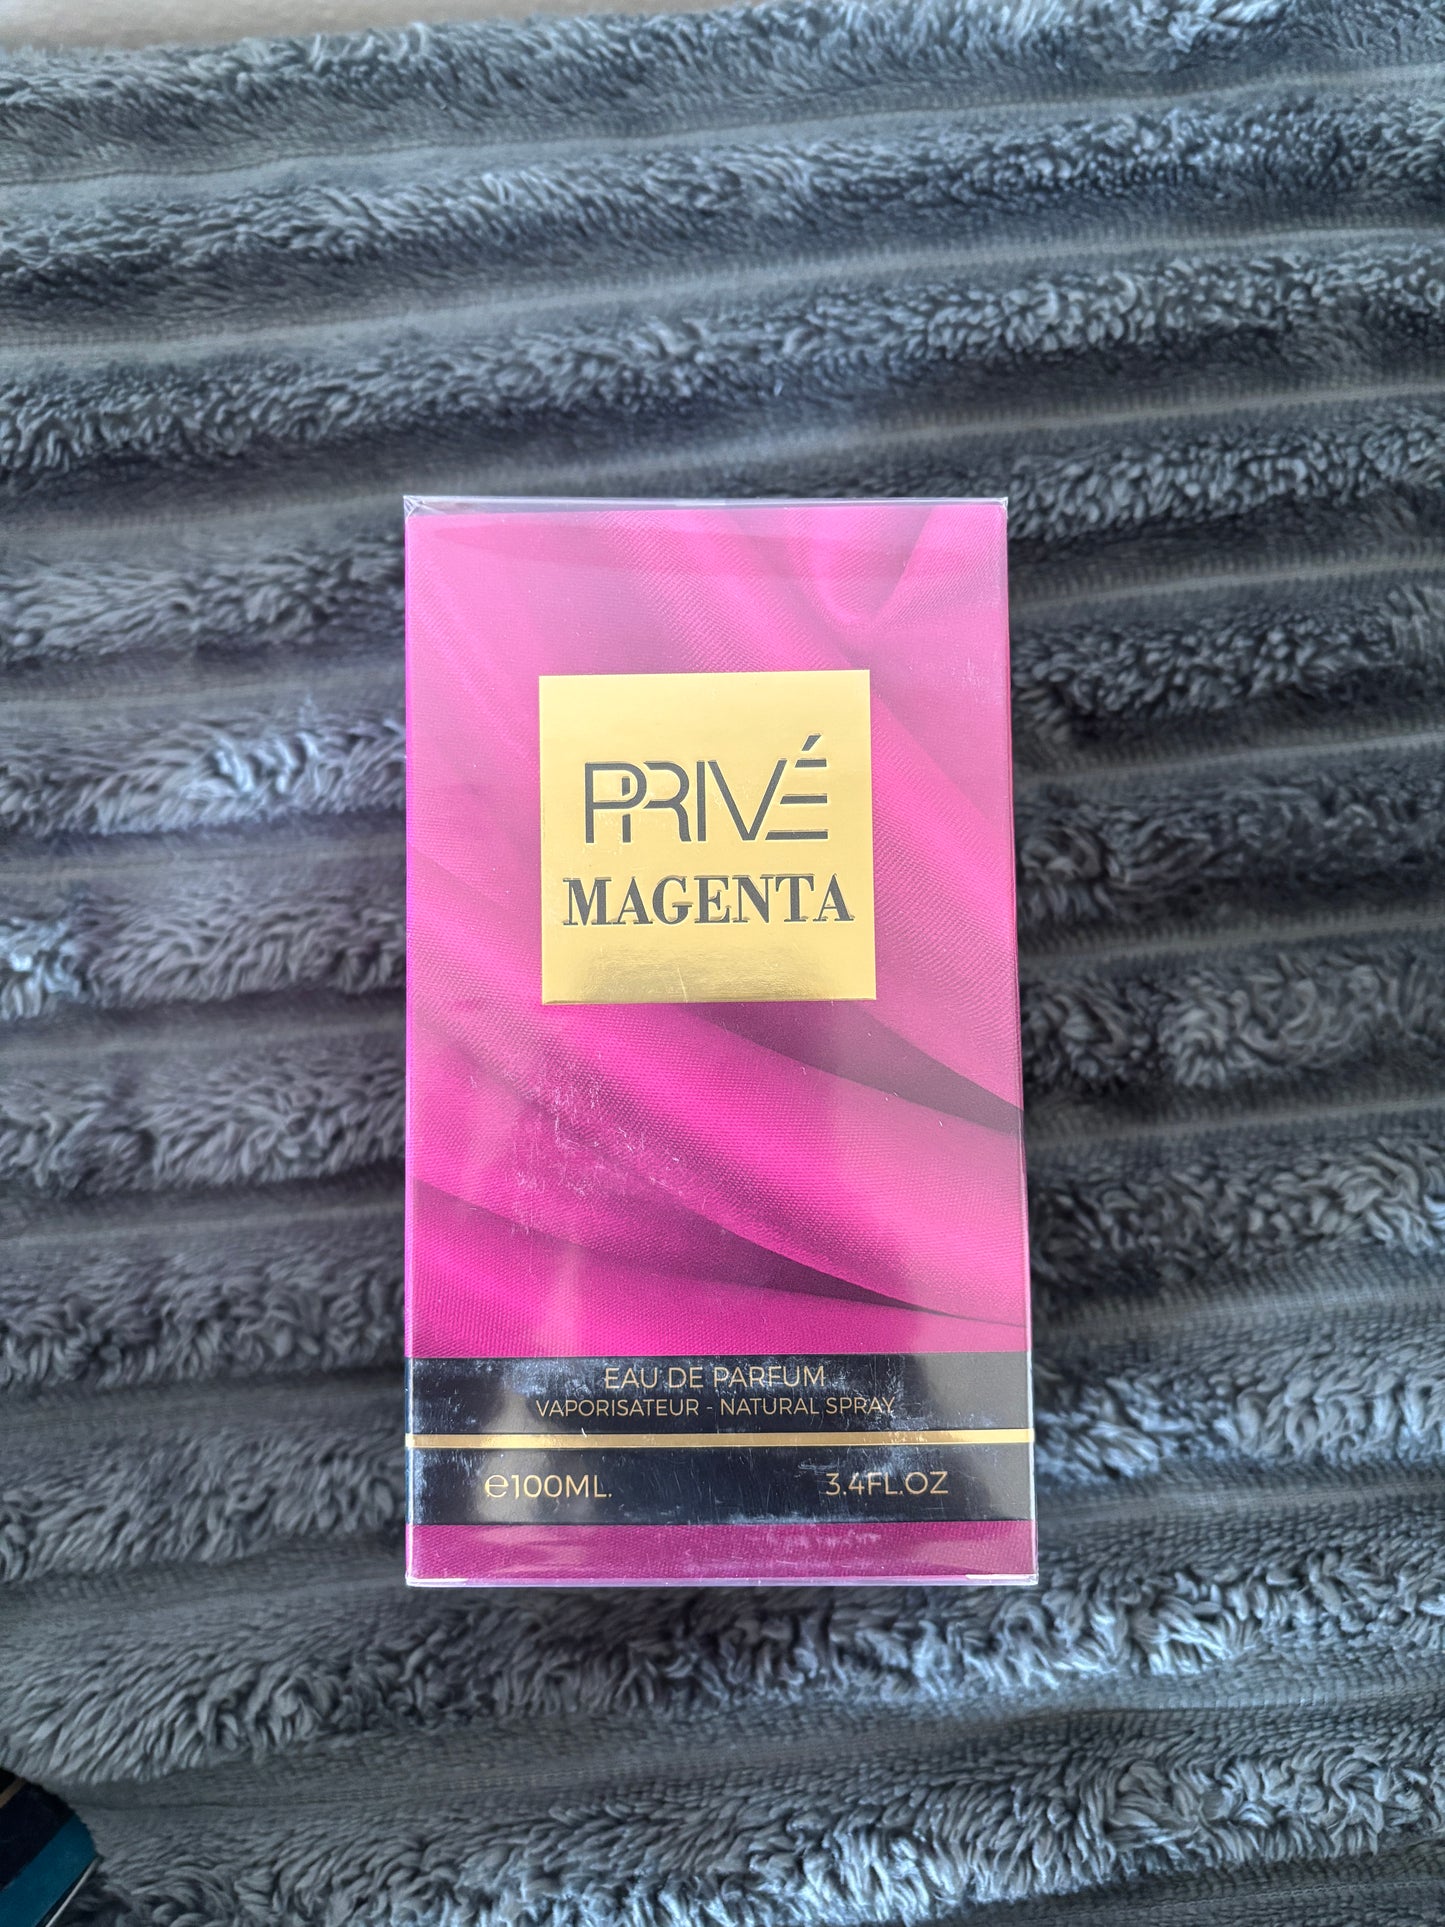 PRIVÉ
MAGENTA
EAU DE PARFUM
VAPORISATEUR - NATURAL SPRAY
℮100ML. 3.4FL.OZ